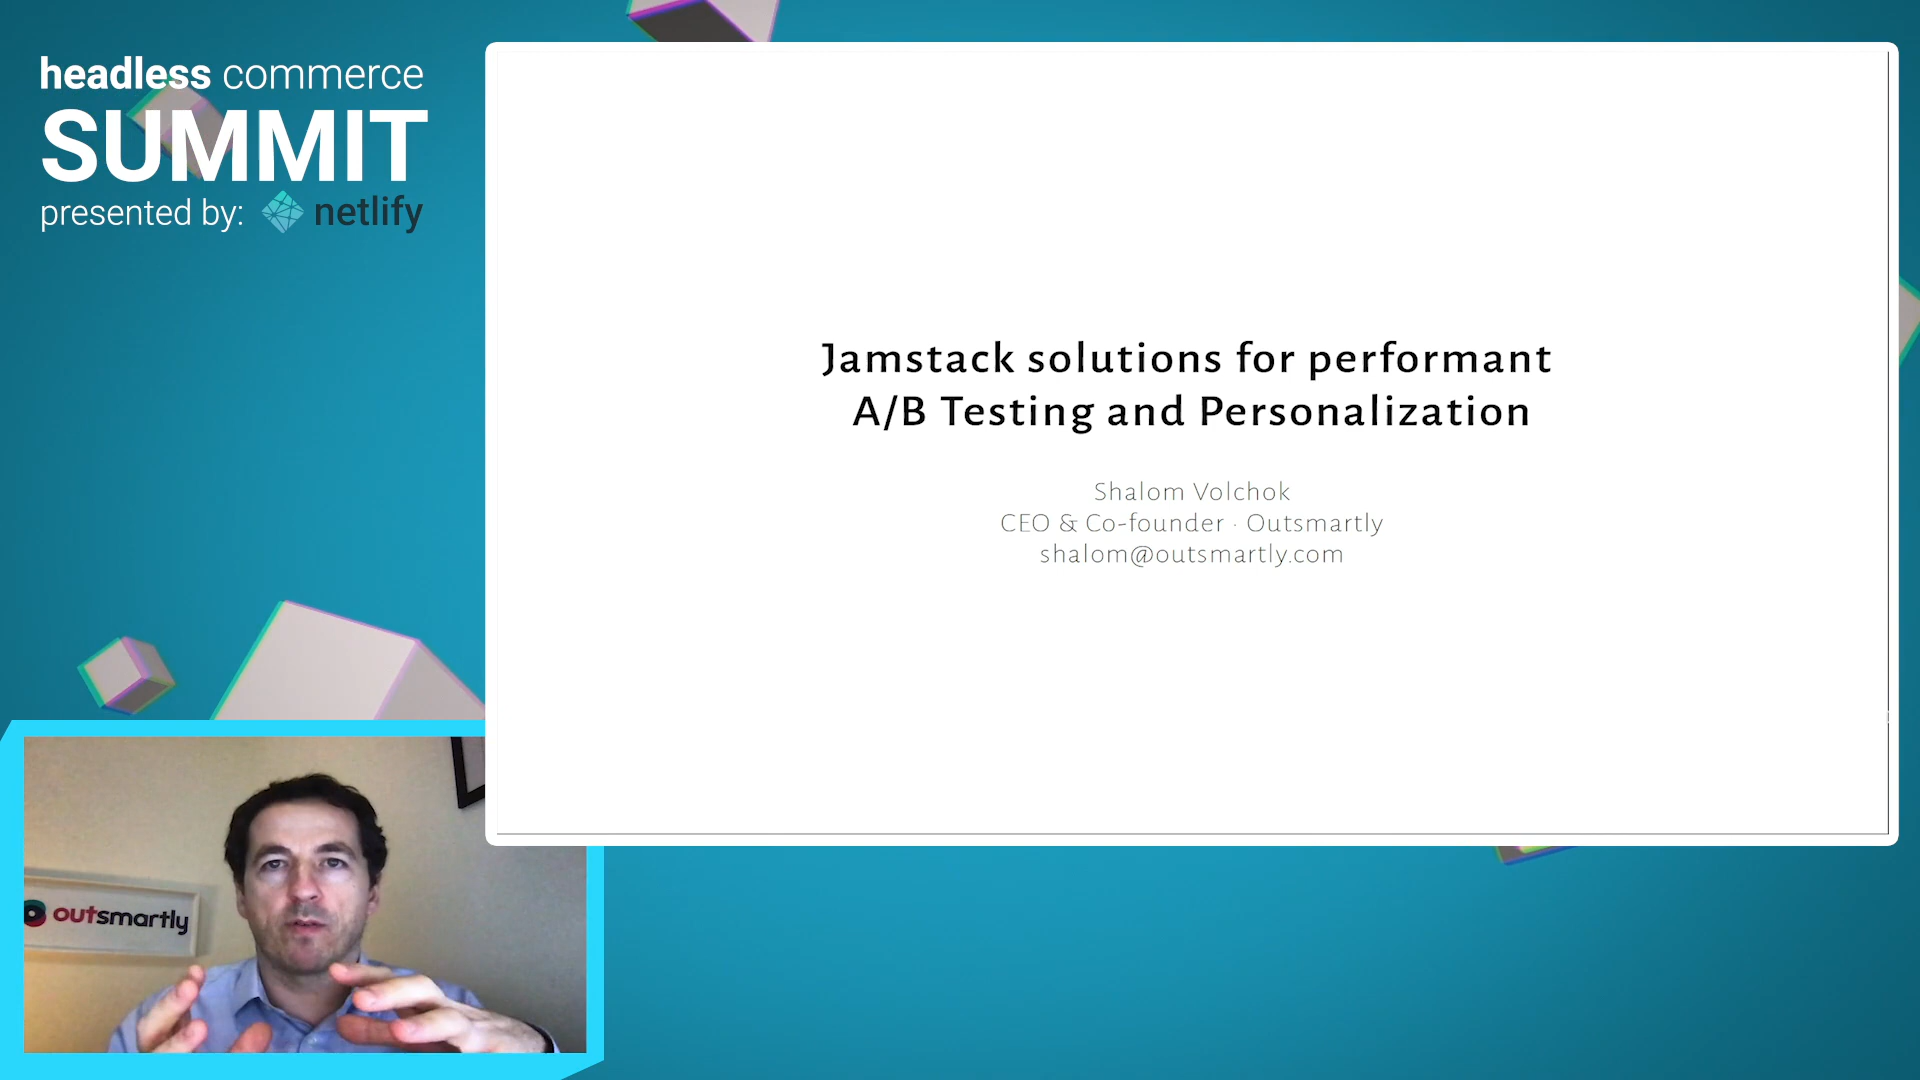 headless commerce
SUMMIT
presented by: netlify
Jamstack solutions for performant
A/B Testing and Personalization
Shalom Volchok
CEO & Co-founder · Outsmartly
shalom@outsmartly.com
outsmartly